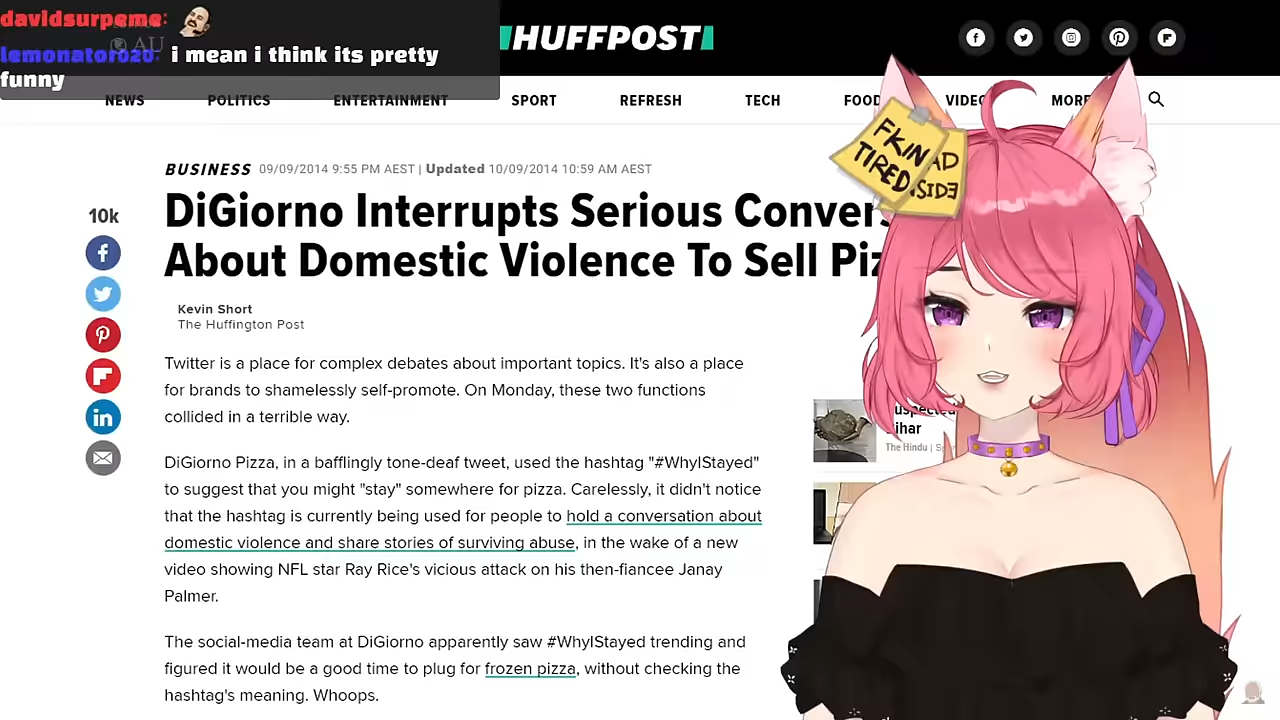 davidsurpeme:
AU
lemonator020: i mean i think its pretty
funny
HUFFPOST
NEWS POLITICS ENTERTAINMENT SPORT REFRESH TECH FOOD VIDEO MORE
BUSINESS 09/09/2014 9:55 PM AEST | Updated 10/09/2014 10:59 AM AEST
DiGiorno Interrupts Serious Conver
About Domestic Violence To Sell Piz
10k
Kevin Short
The Huffington Post
Twitter is a place for complex debates about important topics. It's also a place
for brands to shamelessly self-promote. On Monday, these two functions
collided in a terrible way.
DiGiorno Pizza, in a bafflingly tone-deaf tweet, used the hashtag "#WhyIStayed"
to suggest that you might "stay" somewhere for pizza. Carelessly, it didn't notice
that the hashtag is currently being used for people to hold a conversation about
domestic violence and share stories of surviving abuse, in the wake of a new
video showing NFL star Ray Rice's vicious attack on his then-fiancee Janay
Palmer.
The social-media team at DiGiorno apparently saw #WhyIStayed trending and
figured it would be a good time to plug for frozen pizza, without checking the
hashtag's meaning. Whoops.
FKIN
TIRED
AD
SIDE
uspected
ihar
The Hindu | S